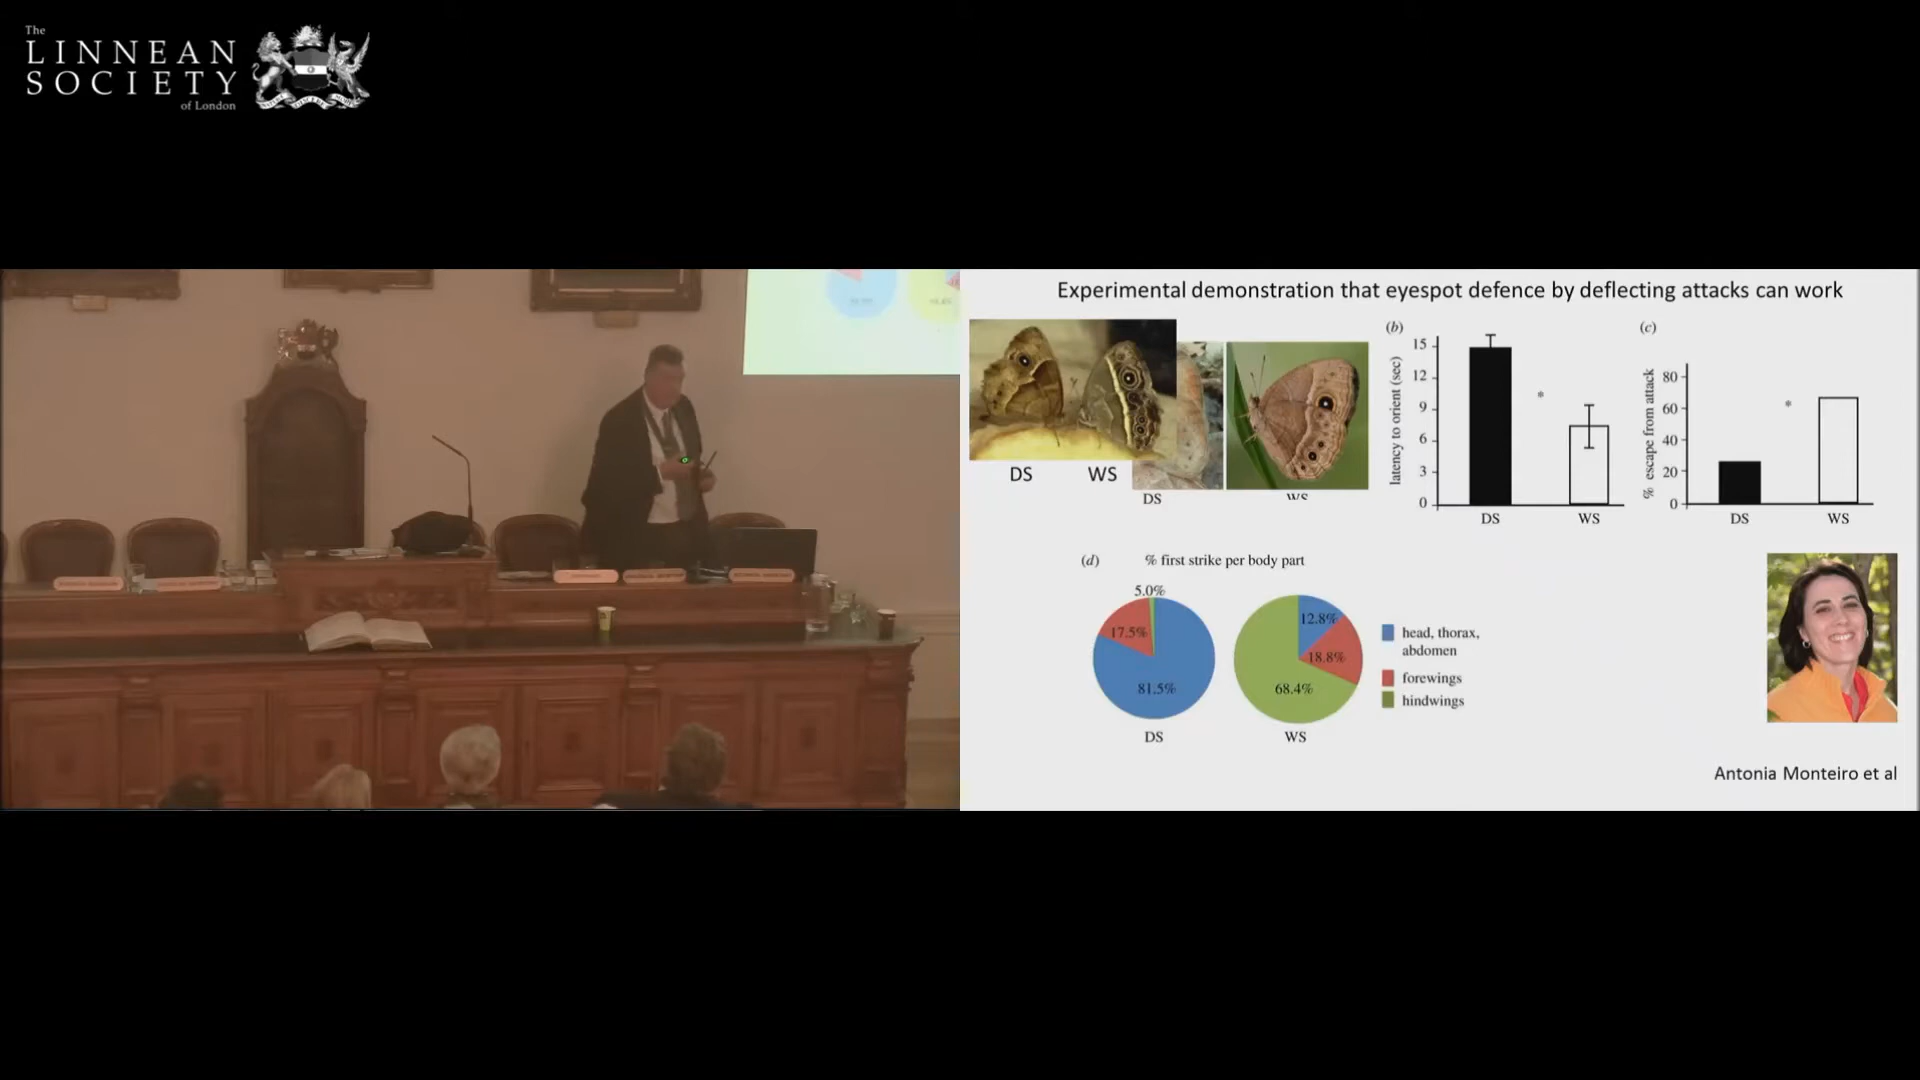 The
LINNEAN
SOCIETY
of London
Experimental demonstration that eyespot defence by deflecting attacks can work
DS
WS
DS
ws
(b)
latency to orient (sec)
15
12
9
6
3
0
*
DS
WS
(c)
% escape from attack
80
60
40
20
0
*
DS
WS
(d)
% first strike per body part
5.0%
17.5%
81.5%
DS
12.8%
18.8%
68.4%
WS
head, thorax,
abdomen
forewings
hindwings
Antonia Monteiro et al